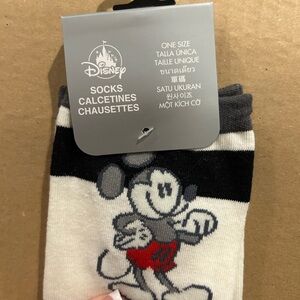 Disney
SOCKS
CALCETINES
CHAUSSETTES
ONE SIZE
TALLA ÚNICA
TAILLE UNIQUE
ขนาดเดียว
單碼
SATU UKURAN
원사이즈
MỘT KÍCH CỠ